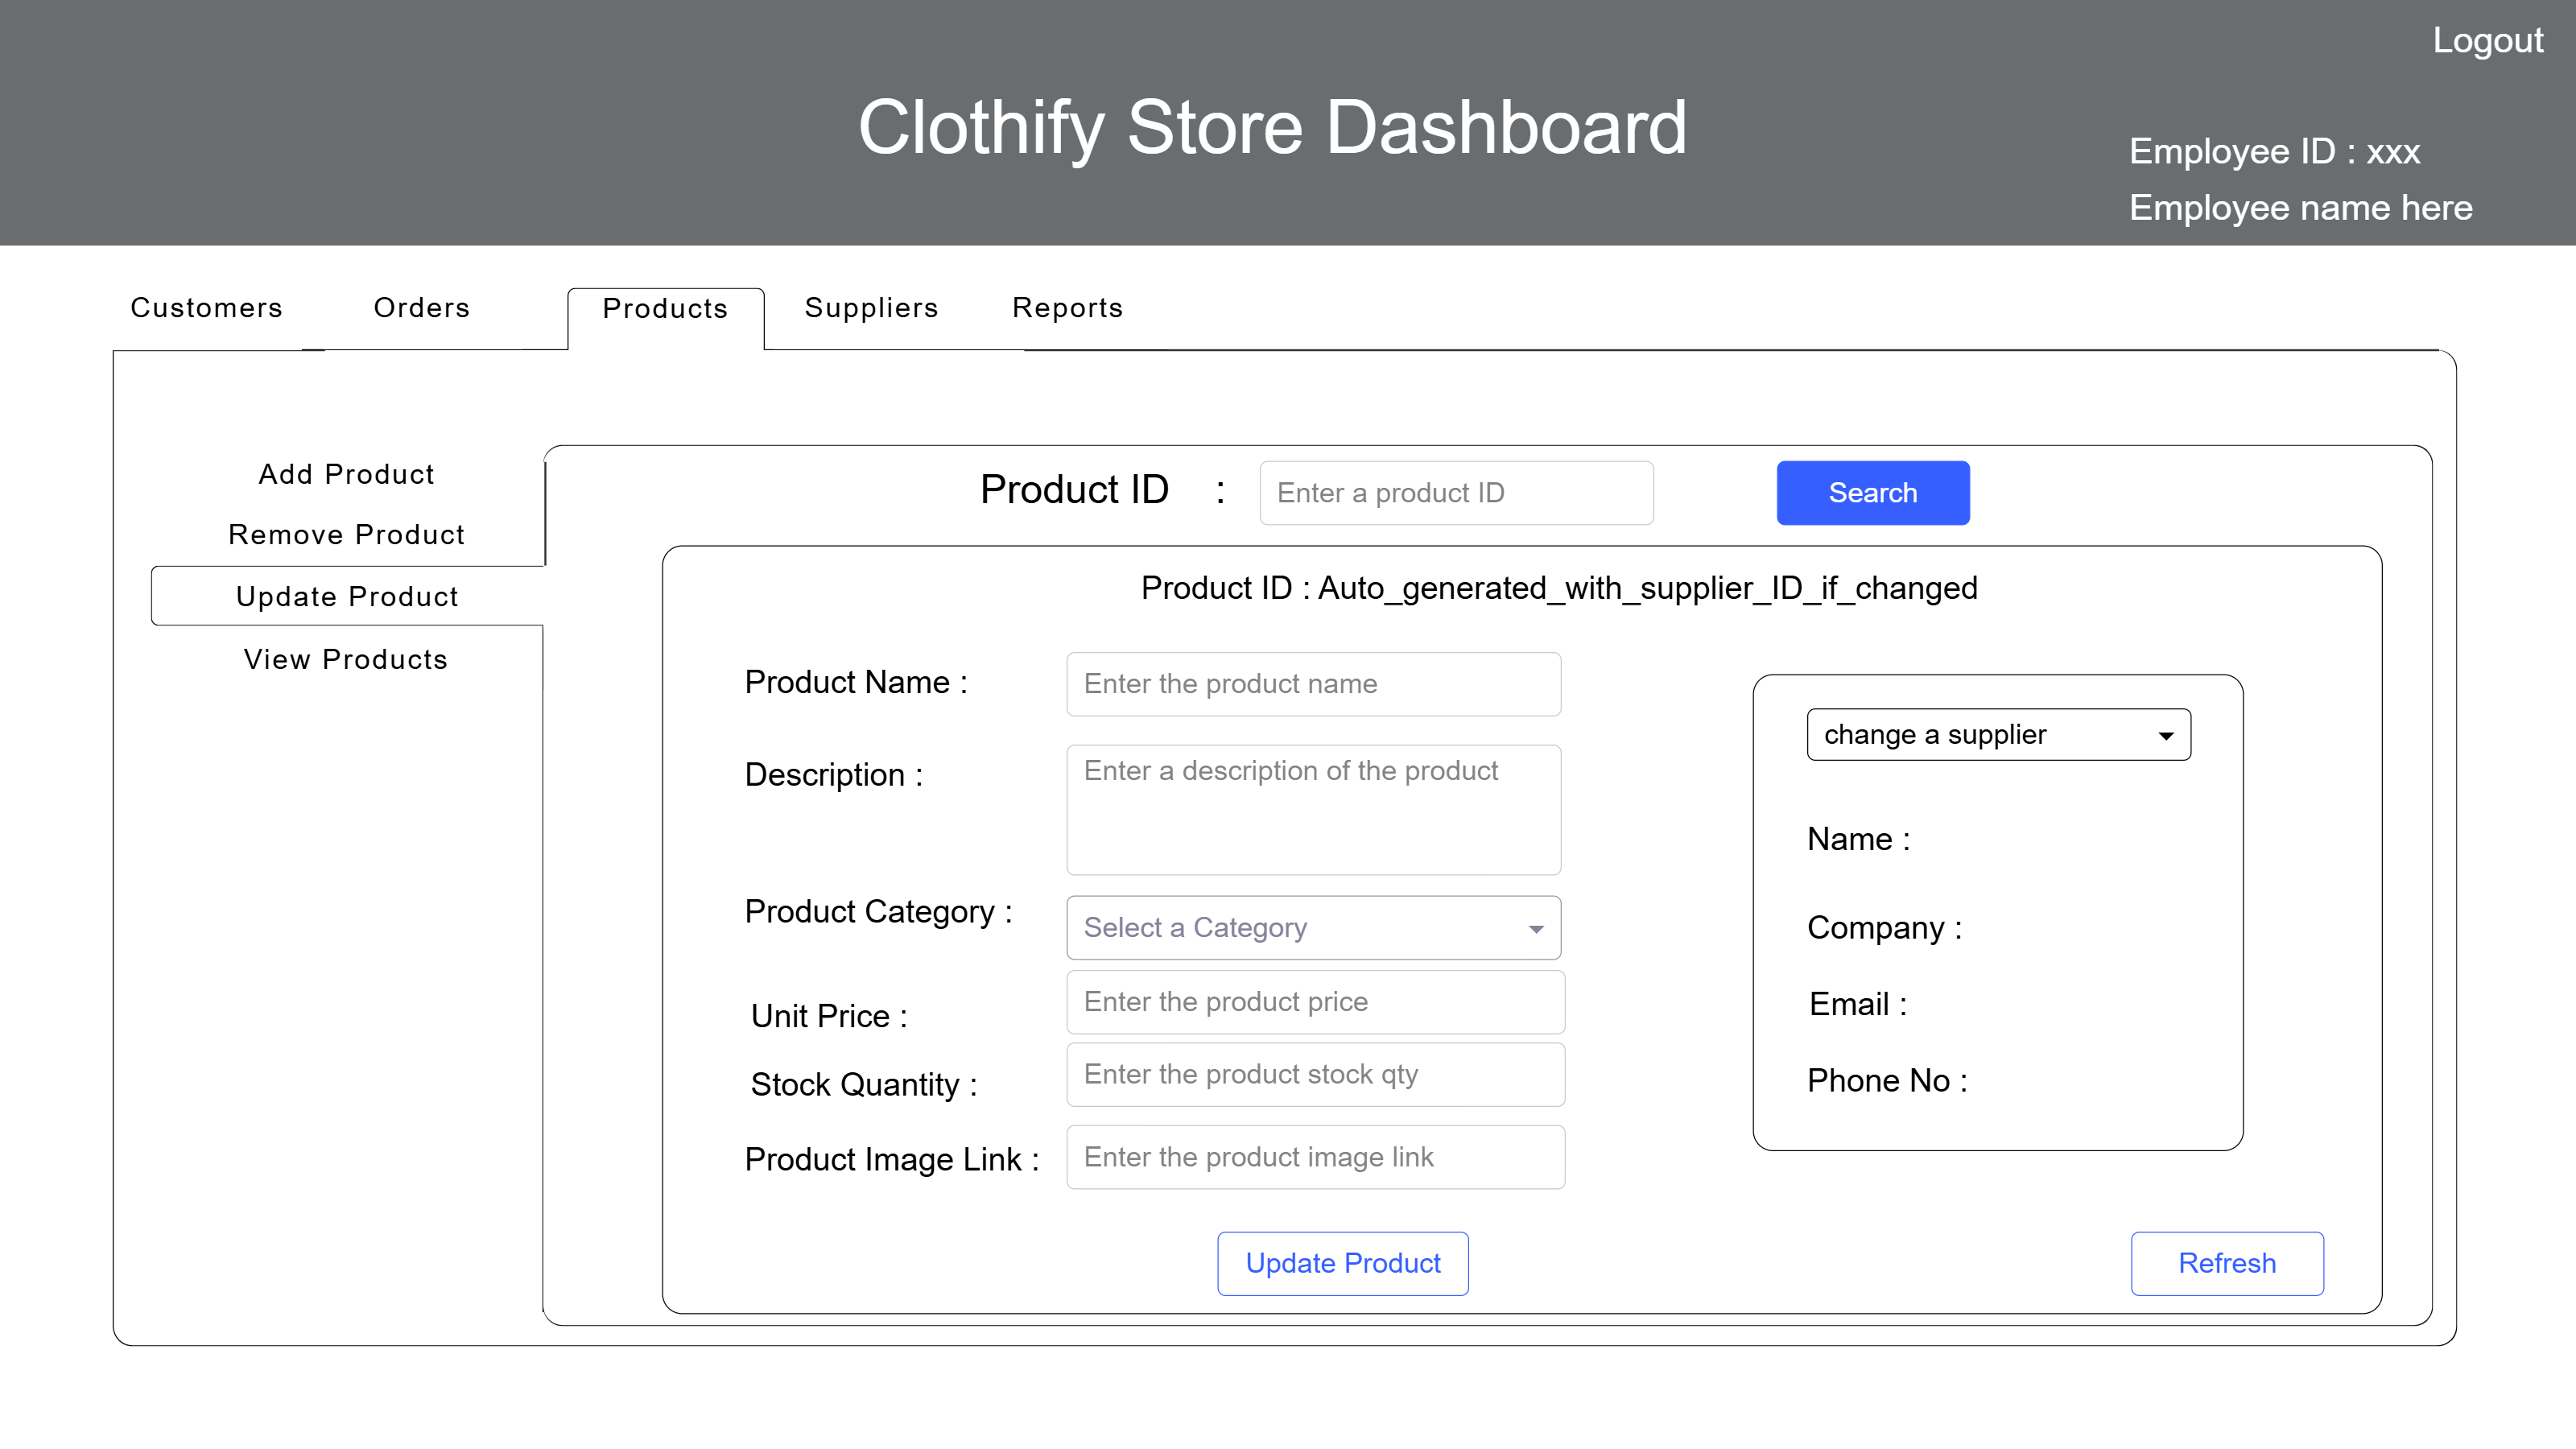 Logout
Clothify Store Dashboard
Employee ID : xxx
Employee name here
Customers
Orders
Products
Suppliers
Reports
Add Product
Remove Product
Update Product
View Products
Product ID :
Enter a product ID
Search
Product ID : Auto_generated_with_supplier_ID_if_changed
Product Name :
Enter the product name
Description :
Enter a description of the product
Product Category :
Select a Category
Unit Price :
Enter the product price
Stock Quantity :
Enter the product stock qty
Product Image Link :
Enter the product image link
change a supplier
Name :
Company :
Email :
Phone No :
Update Product
Refresh